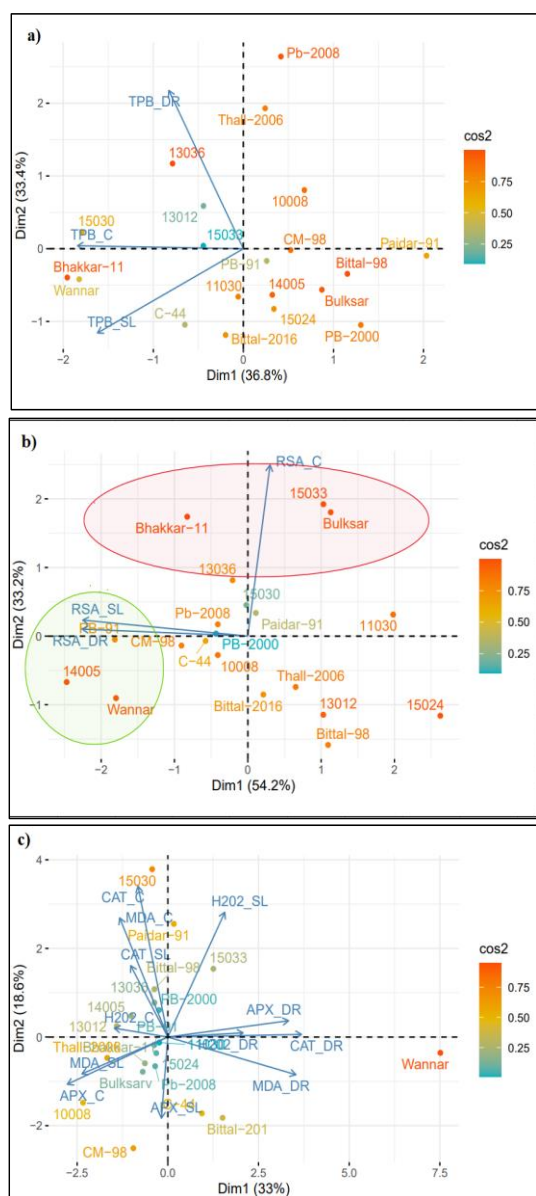 a)
Pb-2008
TPB_DR
Thall-2006
13036
10008
13012
15030
15033
TPB_C
CM-98
Paidar-91
PB-91
Bhakkar-11
Bittal-98
Wannar
11030
14005
Bulksar
TPB_SL
C-44
15024
Bittal-2016
PB-2000
2
1
0
-1
-2
-1
0
1
2
Dim1 (36.8%)
Dim2 (33.4%)
cos2
0.75
0.50
0.25
b)
RSA_C
15033
Bhakkar-11
Bulksar
13036
15030
RSA_SL
Pb-2008
Paidar-91
11030
PB-91
RSA_DR
CM-98
PB-2000
C-44
10008
14005
Thall-2006
Wannar
Bittal-2016
13012
15024
Bittal-98
2
1
0
-1
-2
-1
0
1
2
Dim1 (54.2%)
Dim2 (33.2%)
cos2
0.75
0.50
0.25
c)
15030
CAT_C
H202_SL
MDA_C
Paidar-91
CAT_SL
Bittal-98
15033
13036
14005
PB-2000
APX_DR
H202_C
13012
CAT_DR
Thall-2006
Wannar
MDA_SL
15024
MDA_DR
APX_C
Bulksarv
Pb-2008
10008
APX_SL
Bittal-201
CM-98
4
2
0
-2
-2.5
0.0
2.5
5.0
7.5
Dim1 (33%)
Dim2 (18.6%)
cos2
0.75
0.50
0.25